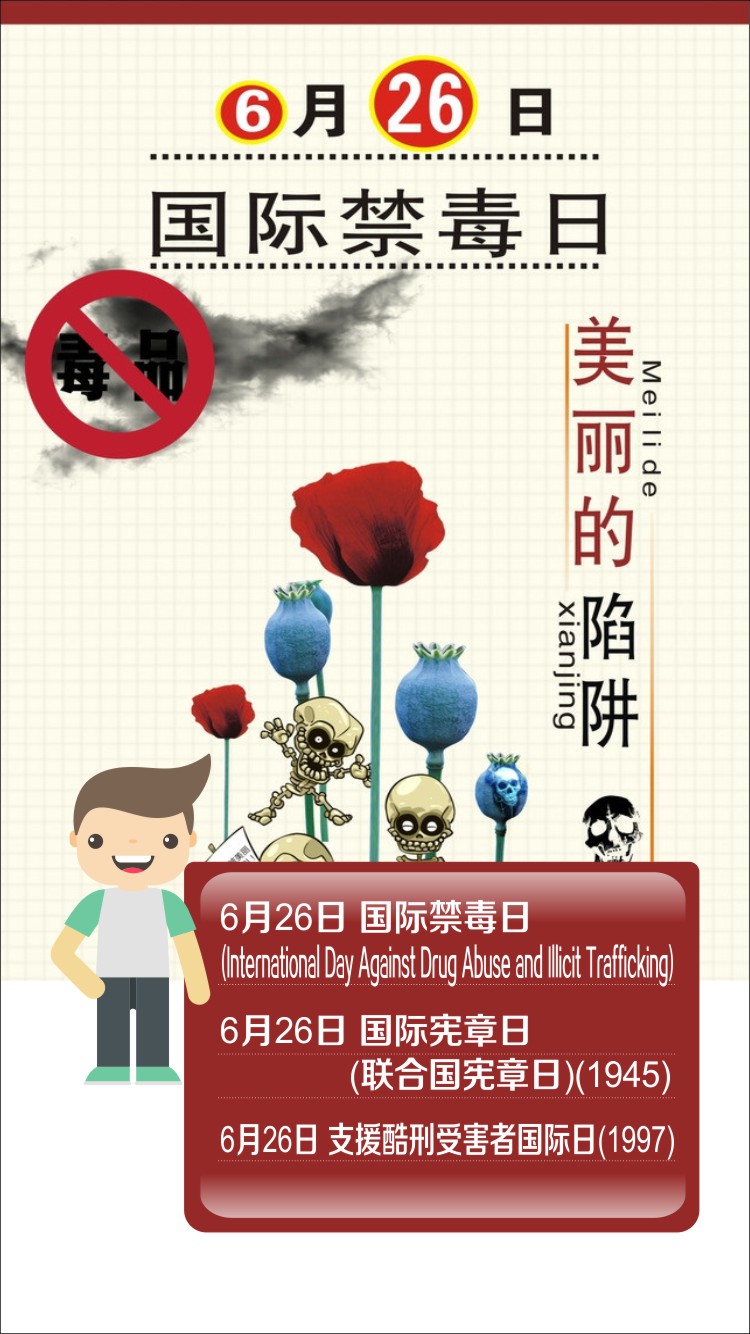 6月26日
国际禁毒日
毒品
美丽的
Meilide
陷阱
xianjing
6月26日 国际禁毒日
(International Day Against Drug Abuse and Illicit Trafficking)
6月26日 国际宪章日
(联合国宪章日)(1945)
6月26日 支援酷刑受害者国际日(1997)